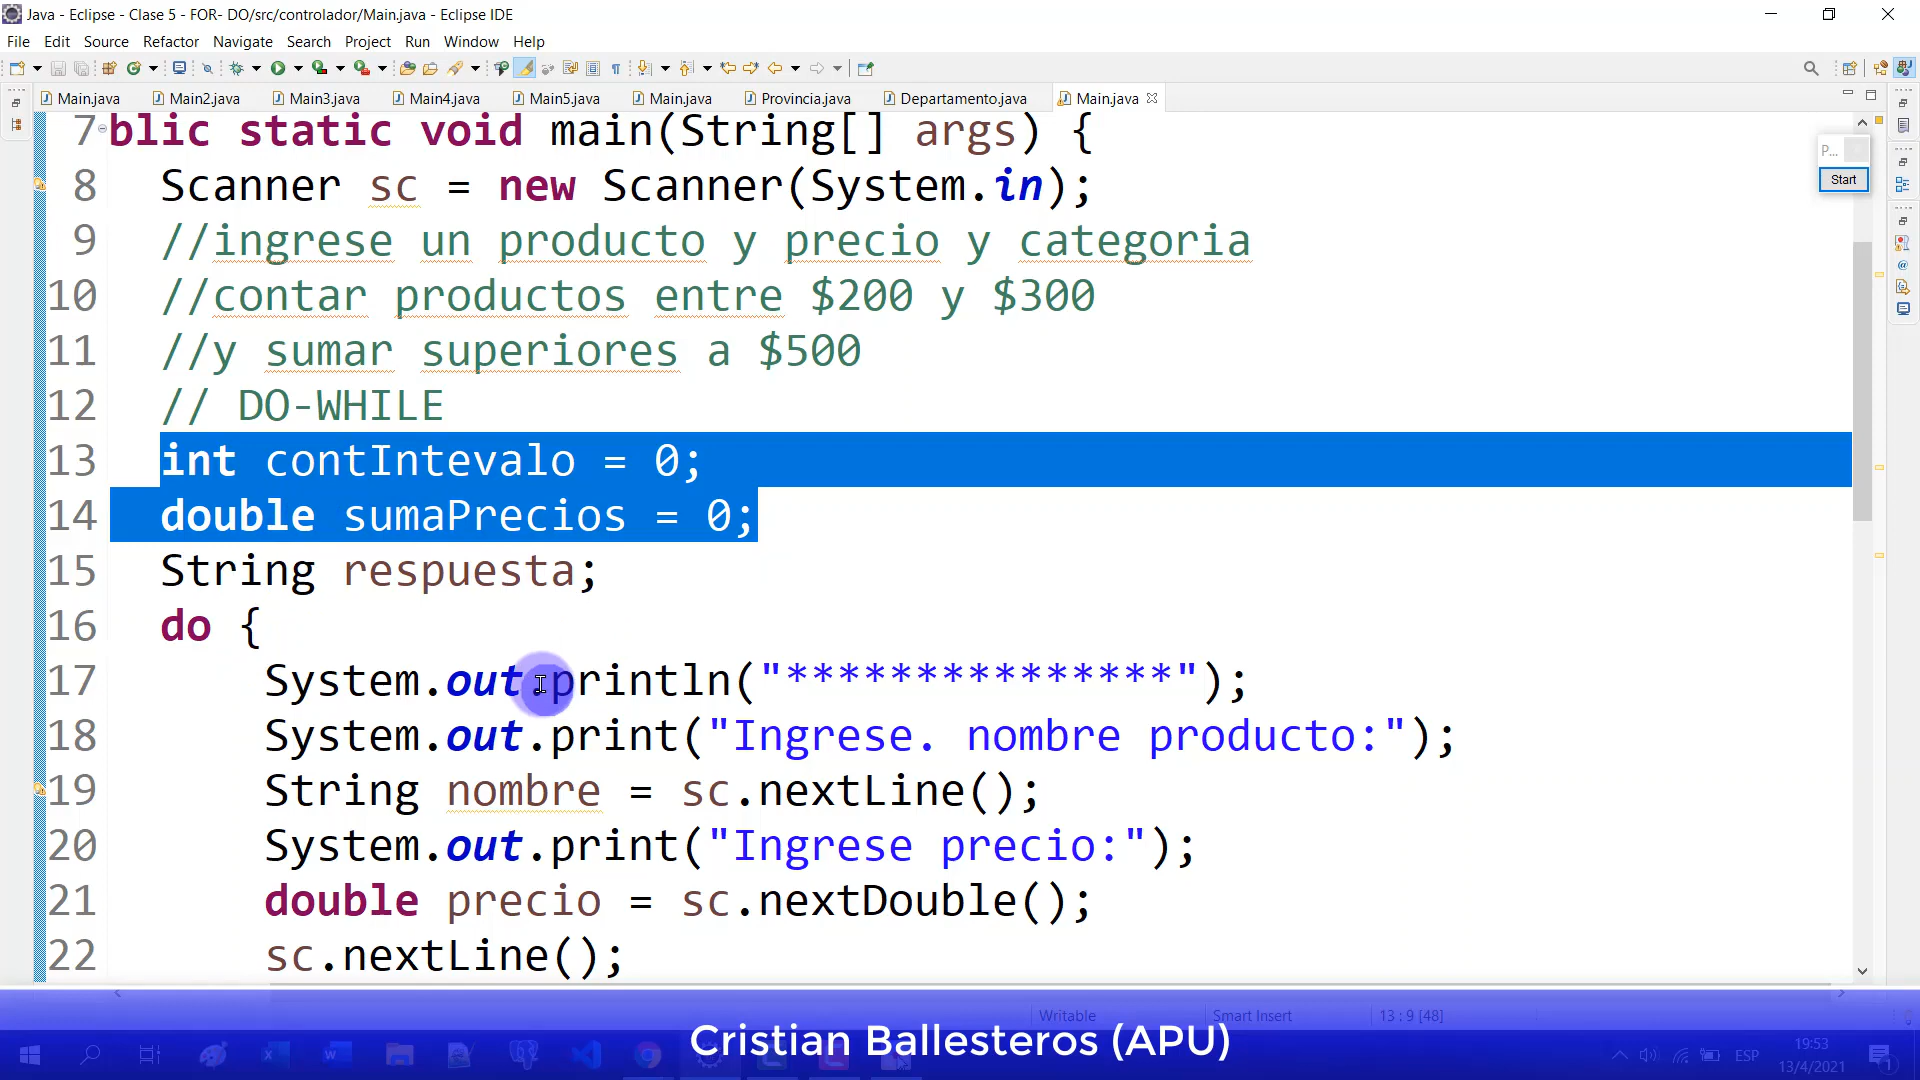 Java - Eclipse - Clase 5 - FOR- DO/src/controlador/Main.java - Eclipse IDE
File Edit Source Refactor Navigate Search Project Run Window Help
Main.java Main2.java Main3.java Main4.java Main5.java Main.java Provincia.java Departamento.java Main.java
P...
Start
7 blic static void main(String[] args) {
8 Scanner sc = new Scanner(System.in);
9 //ingrese un producto y precio y categoria
10 //contar productos entre $200 y $300
11 //y sumar superiores a $500
12 // DO-WHILE
13 int contIntevalo = 0;
14 double sumaPrecios = 0;
15 String respuesta;
16 do {
17 System.out.println("***************");
18 System.out.print("Ingrese. nombre producto:");
19 String nombre = sc.nextLine();
20 System.out.print("Ingrese precio:");
21 double precio = sc.nextDouble();
22 sc.nextLine();
Writable Smart Insert 13 : 9 [48]
Cristian Ballesteros (APU)
ESP
19:53
13/4/2021